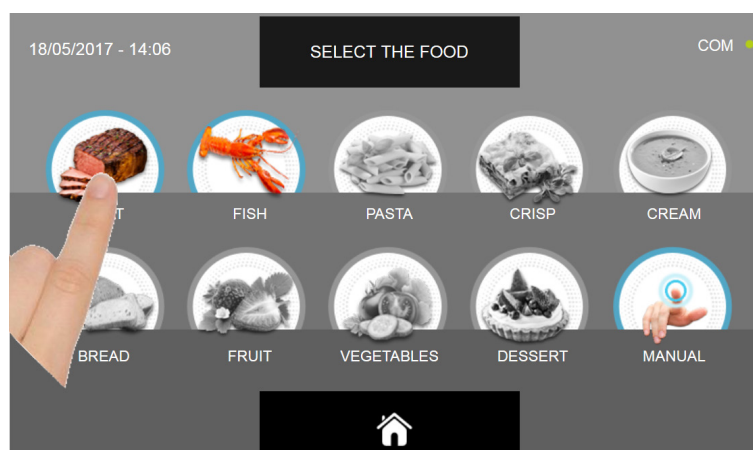 18/05/2017 - 14:06
SELECT THE FOOD
COM
FISH
PASTA
CRISP
CREAM
BREAD
FRUIT
VEGETABLES
DESSERT
MANUAL